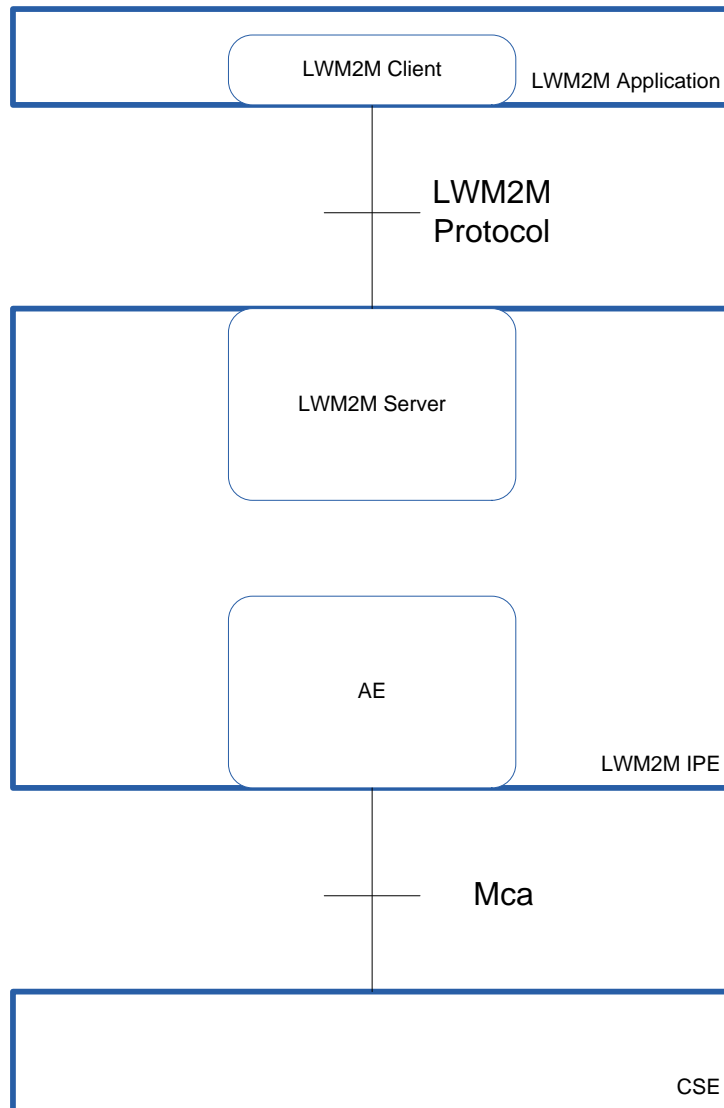 LWM2M Client
LWM2M Application
LWM2M
Protocol
LWM2M Server
AE
LWM2M IPE
Mca
CSE